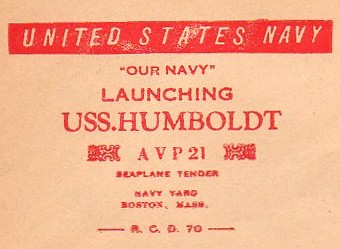 UNITED STATES NAVY
"OUR NAVY"
LAUNCHING
USS.HUMBOLDT
AVP21
SEAPLANE TENDER
NAVY YARD
BOSTON, MASS.
R. C. D. 70